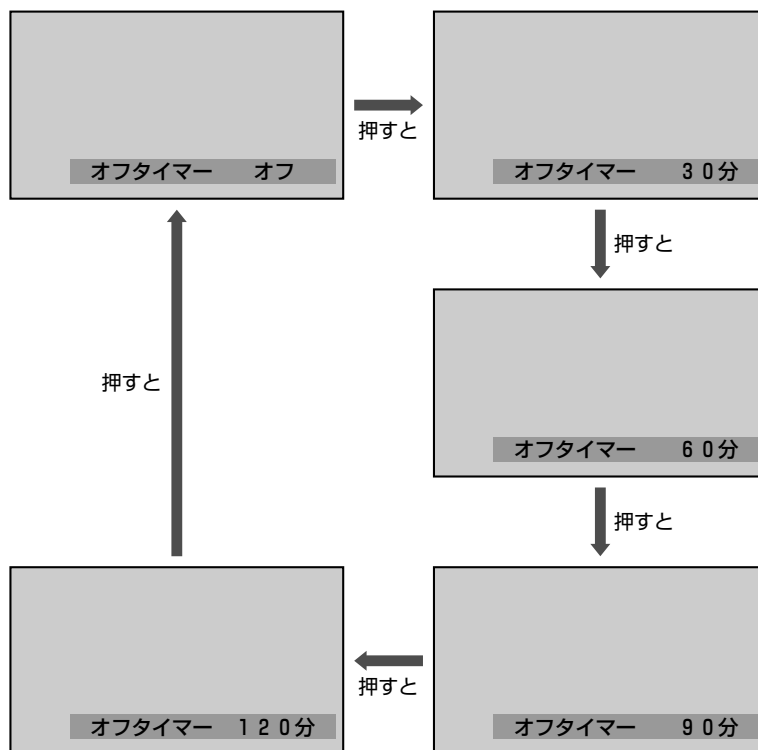 オフタイマー　オフ
押すと
オフタイマー　３０分
押すと
オフタイマー　６０分
押すと
オフタイマー　９０分
押すと
オフタイマー　１２０分
押すと